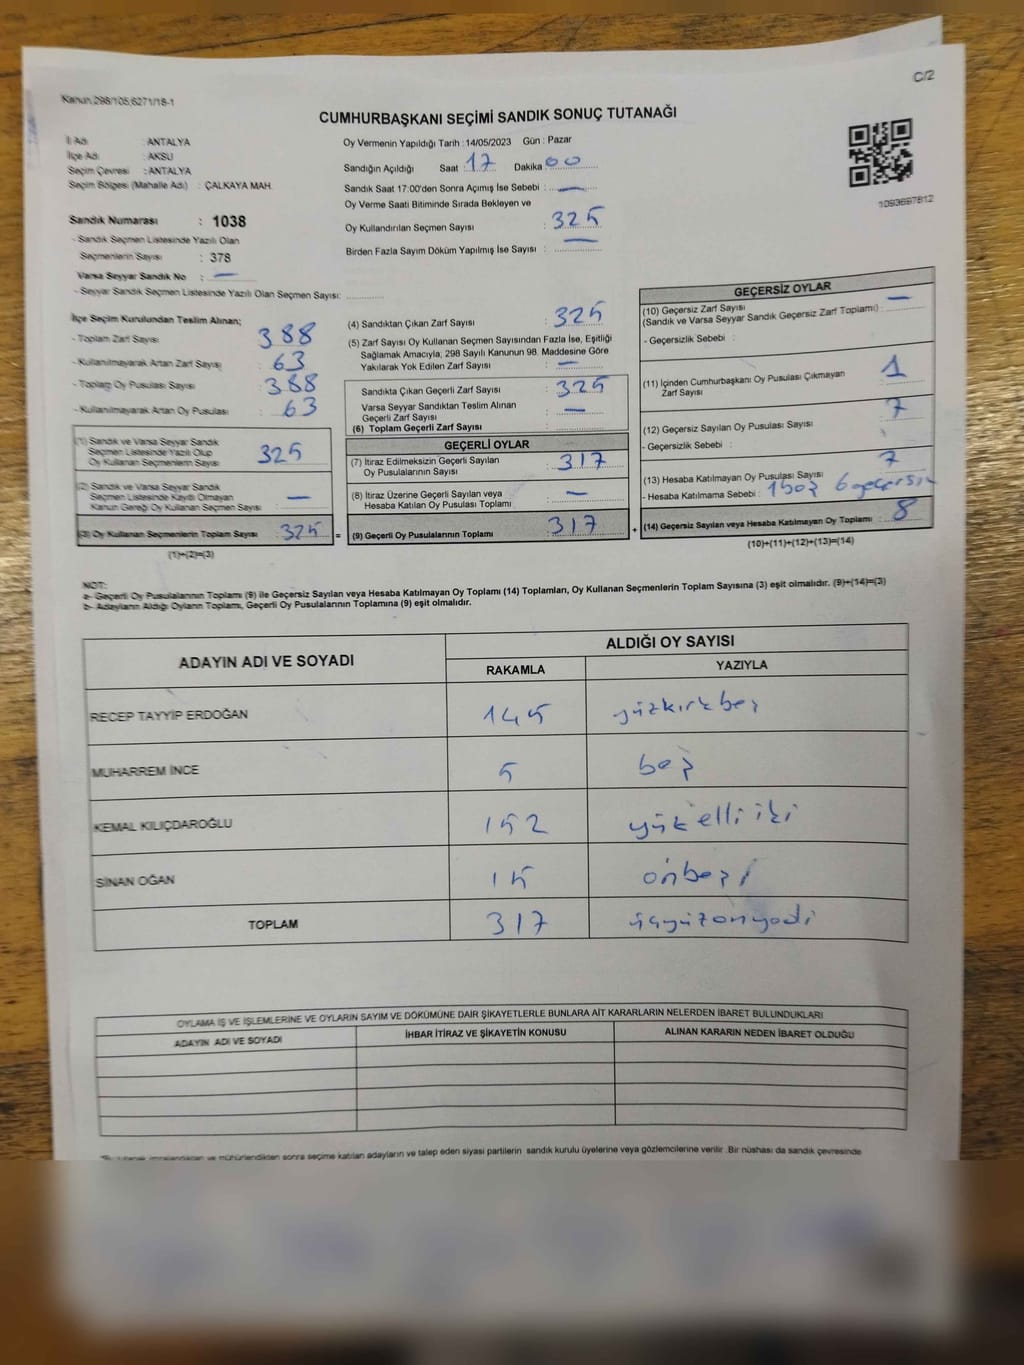 C/2
Kanun,298/105,6271/18-1
CUMHURBAŞKANI SEÇİMİ SANDIK SONUÇ TUTANAĞI
İl Adı : ANTALYA
İlçe Adı : AKSU
Seçim Çevresi : ANTALYA
Seçim Bölgesi (Mahalle Adı) : ÇALKAYA MAH.
Sandık Numarası : 1038
- Sandık Seçmen Listesinde Yazılı Olan
Seçmenlerin Sayısı : 378
Varsa Seyyar Sandık No : —
- Seyyar Sandık Seçmen Listesinde Yazılı Olan Seçmen Sayısı: ............
Oy Vermenin Yapıldığı Tarih : 14/05/2023 Gün : Pazar
Sandığın Açıldığı Saat : 17 Dakika : 00
Sandık Saat 17:00'den Sonra Açımış İse Sebebi : —
Oy Verme Saati Bitiminde Sırada Bekleyen ve
Oy Kullandırılan Seçmen Sayısı : 325
Birden Fazla Sayım Döküm Yapılmış İse Sayısı : —
1093697812
İlçe Seçim Kurulundan Teslim Alınan;
- Toplam Zarf Sayısı : 388
- Kullanılmayarak Artan Zarf Sayısı : 63
- Toplam Oy Pusulası Sayısı : 388
- Kullanılmayarak Artan Oy Pusulası : 63
(1) Sandık ve Varsa Seyyar Sandık
Seçmen Listesinde Yazılı Olup
Oy Kullanan Seçmenlerin Sayısı : 325
(2) Sandık ve Varsa Seyyar Sandık
Seçmen Listesinde Kayıtlı Olmayan
Kanun Gereği Oy Kullanan Seçmen Sayısı : —
(3) Oy Kullanan Seçmenlerin Toplam Sayısı : 325 =
(1)+(2)=(3)
(4) Sandıktan Çıkan Zarf Sayısı : 325
(5) Zarf Sayısı Oy Kullanan Seçmen Sayısından Fazla İse, Eşitliği
Sağlamak Amacıyla; 298 Sayılı Kanunun 98. Maddesine Göre
Yakılarak Yok Edilen Zarf Sayısı : —
Sandıkta Çıkan Geçerli Zarf Sayısı : 325
Varsa Seyyar Sandıktan Teslim Alınan
Geçerli Zarf Sayısı : —
(6) Toplam Geçerli Zarf Sayısı :
GEÇERLİ OYLAR
(7) İtiraz Edilmeksizin Geçerli Sayılan
Oy Pusulalarının Sayısı : 317
(8) İtiraz Üzerine Geçerli Sayılan veya
Hesaba Katılan Oy Pusulası Toplamı : —
(9) Geçerli Oy Pusulalarının Toplamı : 317 +
GEÇERSİZ OYLAR
(10) Geçersiz Zarf Sayısı
(Sandık ve Varsa Seyyar Sandık Geçersiz Zarf Toplamı) : —
- Geçersizlik Sebebi :
(11) İçinden Cumhurbaşkanı Oy Pusulası Çıkmayan
Zarf Sayısı : 1
(12) Geçersiz Sayılan Oy Pusulası Sayısı : 7
- Geçersizlik Sebebi :
(13) Hesaba Katılmayan Oy Pusulası Sayısı : 7
- Hesaba Katılmama Sebebi : 1 boş 6 geçersiz
(14) Geçersiz Sayılan veya Hesaba Katılmayan Oy Toplamı : 8
(10)+(11)+(12)+(13)=(14)
NOT:
a- Geçerli Oy Pusulalarının Toplamı (9) ile Geçersiz Sayılan veya Hesaba Katılmayan Oy Toplamı (14) Toplamları, Oy Kullanan Seçmenlerin Toplam Sayısına (3) eşit olmalıdır. (9)+(14)=(3)
b- Adayların Aldığı Oyların Toplamı, Geçerli Oy Pusulalarının Toplamına (9) eşit olmalıdır.
ADAYIN ADI VE SOYADI ALDIĞI OY SAYISI
RAKAMLA YAZIYLA
RECEP TAYYİP ERDOĞAN 145 yüzkırkbeş
MUHARREM İNCE 5 beş
KEMAL KILIÇDAROĞLU 152 yüz elli iki
SİNAN OĞAN 15 onbeş
TOPLAM 317 üçyüzonyedi
OYLAMA İŞ VE İŞLEMLERİNE VE OYLARIN SAYIM VE DÖKÜMÜNE DAİR ŞİKAYETLERLE BUNLARA AİT KARARLARIN NELERDEN İBARET BULUNDUKLARI
ADAYIN ADI VE SOYADI İHBAR İTİRAZ VE ŞİKAYETİN KONUSU ALINAN KARARIN NEDEN İBARET OLDUĞU
tutanak imzalandıktan ve mühürlendikten sonra seçime katılan adayların ve talep eden siyasi partilerin sandık kurulu üyelerine veya gözlemcilerine verilir .Bir nüshası da sandık çevresinde